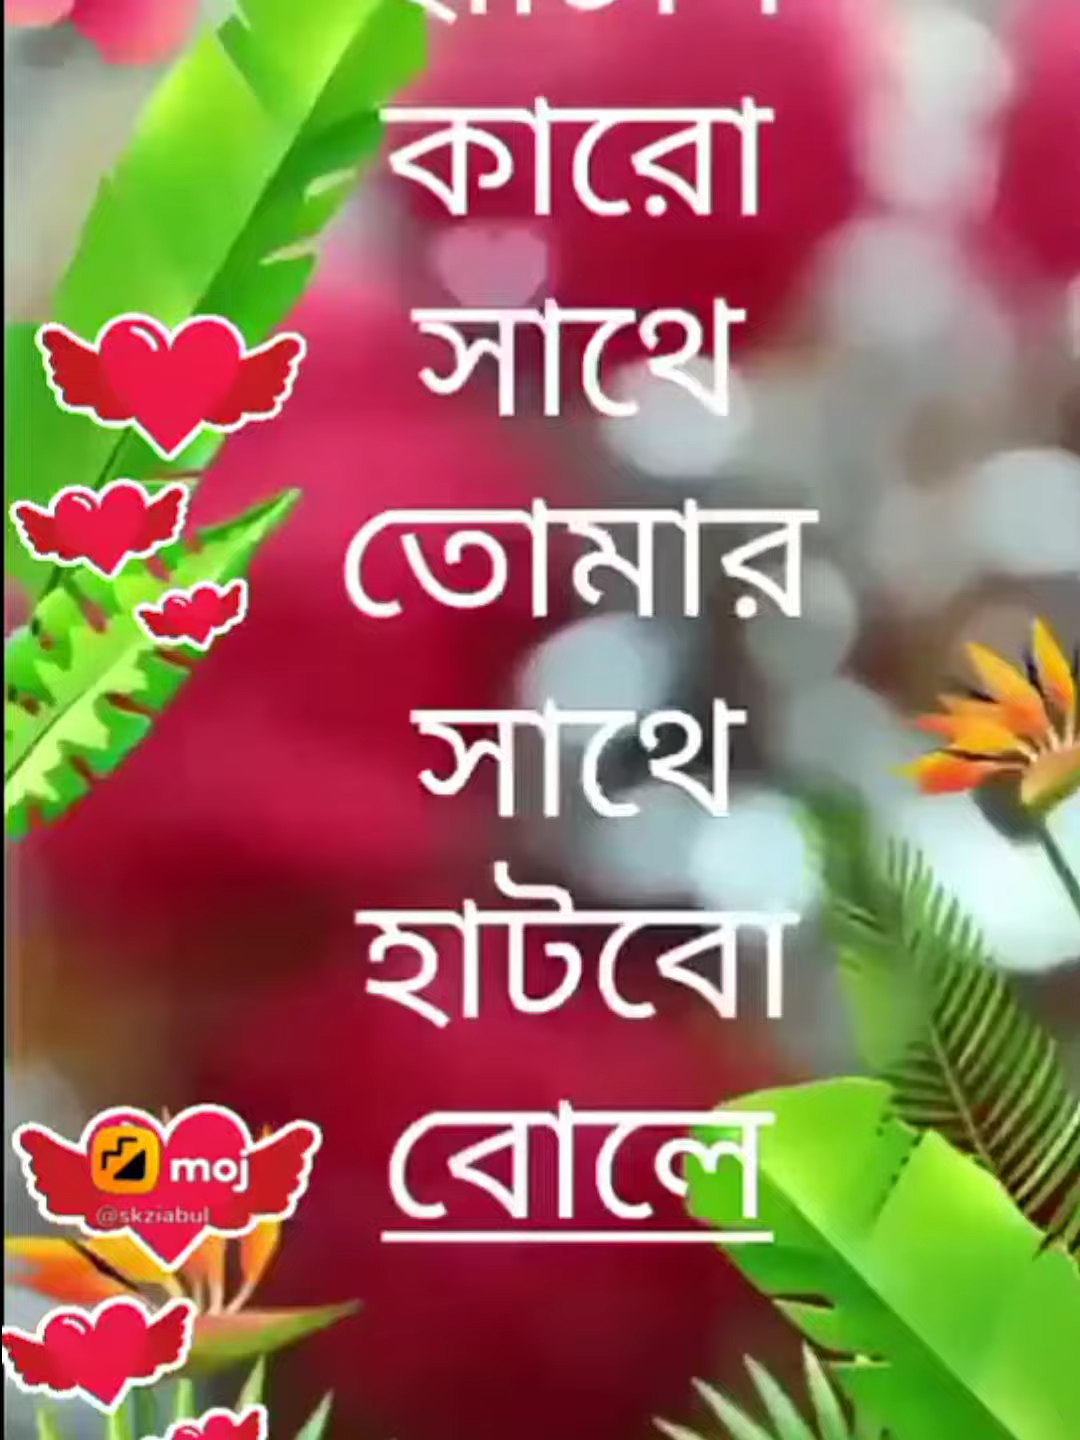 কারো
সাথে
তোমার
সাথে
হাটবো
বোলে
moj
@skziabul